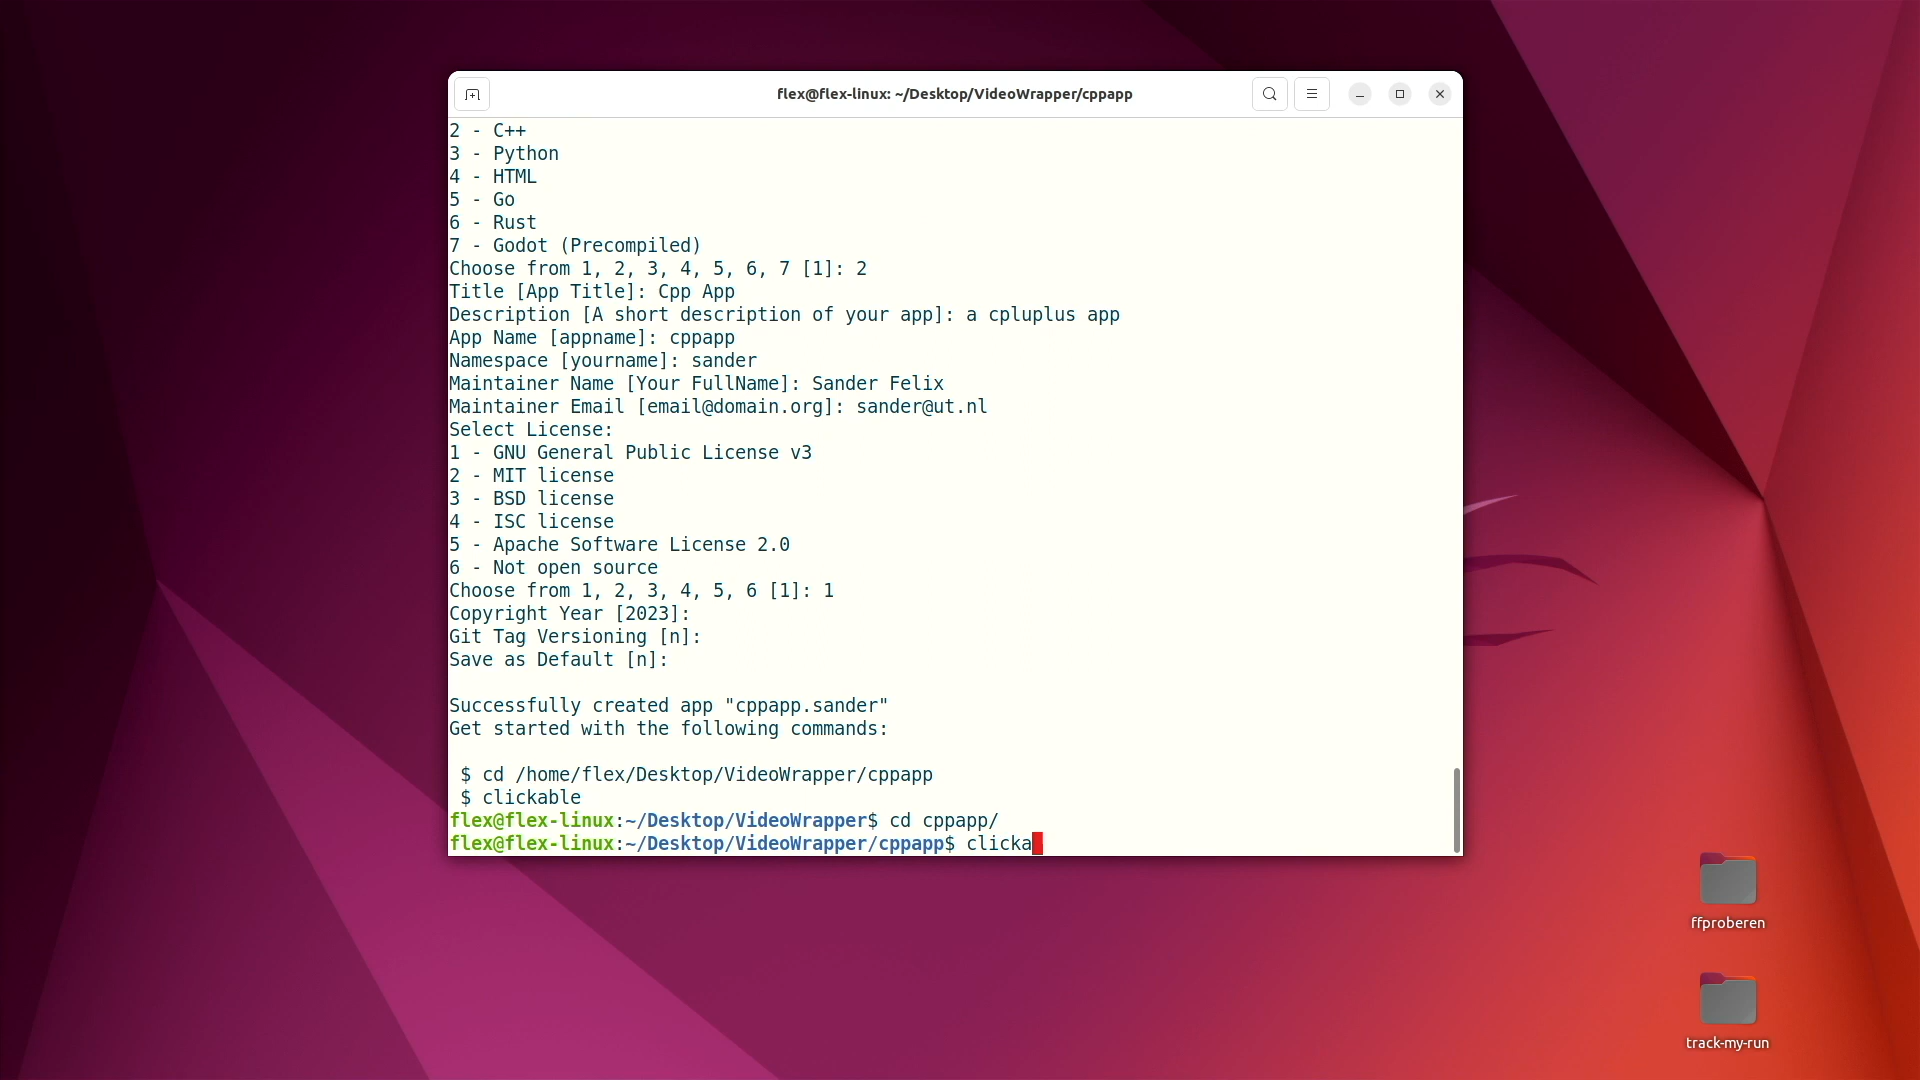 flex@flex-linux: ~/Desktop/VideoWrapper/cppapp
2 - C++
3 - Python
4 - HTML
5 - Go
6 - Rust
7 - Godot (Precompiled)
Choose from 1, 2, 3, 4, 5, 6, 7 [1]: 2
Title [App Title]: Cpp App
Description [A short description of your app]: a cpluplus app
App Name [appname]: cppapp
Namespace [yourname]: sander
Maintainer Name [Your FullName]: Sander Felix
Maintainer Email [email@domain.org]: sander@ut.nl
Select License:
1 - GNU General Public License v3
2 - MIT license
3 - BSD license
4 - ISC license
5 - Apache Software License 2.0
6 - Not open source
Choose from 1, 2, 3, 4, 5, 6 [1]: 1
Copyright Year [2023]:
Git Tag Versioning [n]:
Save as Default [n]:
Successfully created app "cppapp.sander"
Get started with the following commands:
$ cd /home/flex/Desktop/VideoWrapper/cppapp
$ clickable
flex@flex-linux:~/Desktop/VideoWrapper$ cd cppapp/
flex@flex-linux:~/Desktop/VideoWrapper/cppapp$ clicka
ffproberen
track-my-run